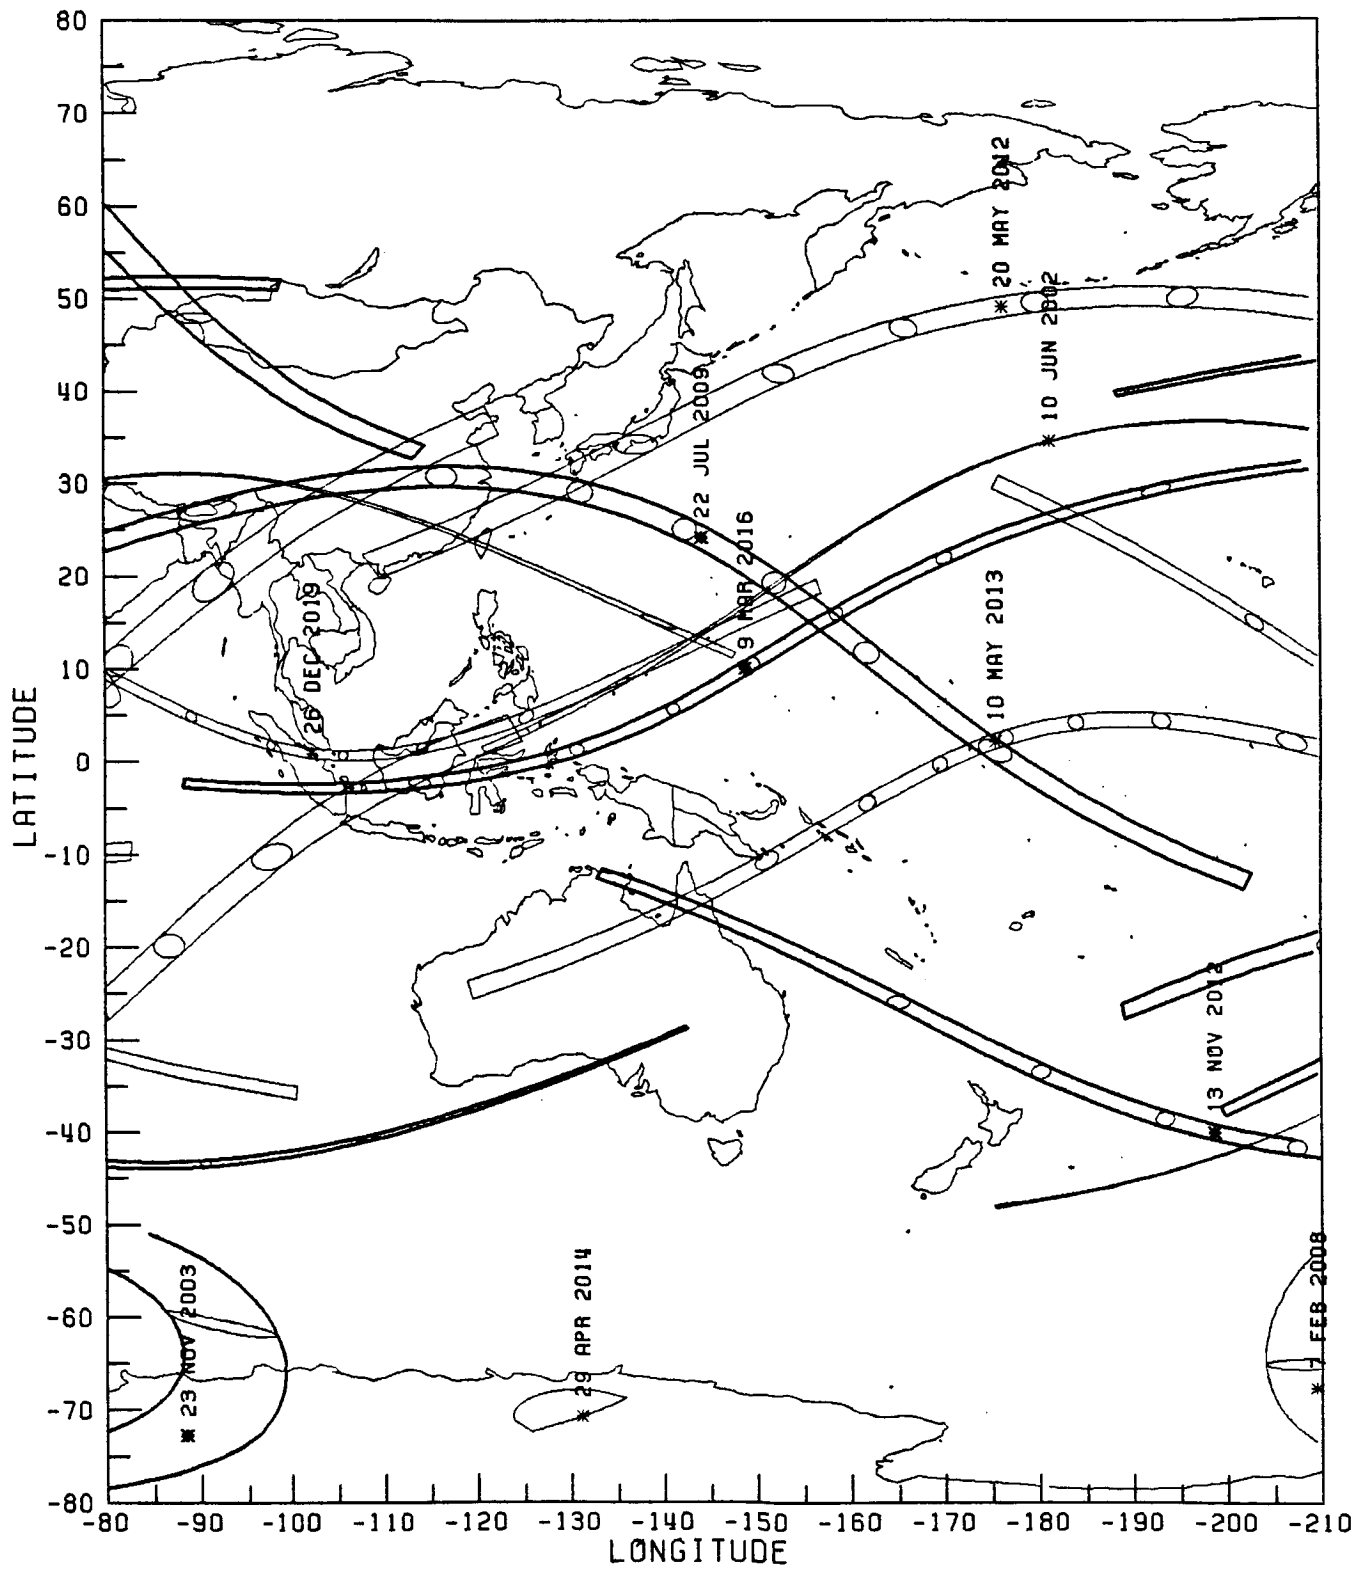 80
70
60
50
40
30
20
10
0
-10
-20
-30
-40
-50
-60
-70
-80
LATITUDE
20 MAY 2012
10 JUN 2002
22 JUL 2009
9 MAR 2016
26 DEC 2019
10 MAY 2013
13 NOV 2012
23 NOV 2003
29 APR 2014
7 FEB 2008
-80 -90 -100 -110 -120 -130 -140 -150 -160 -170 -180 -190 -200 -210
LONGITUDE